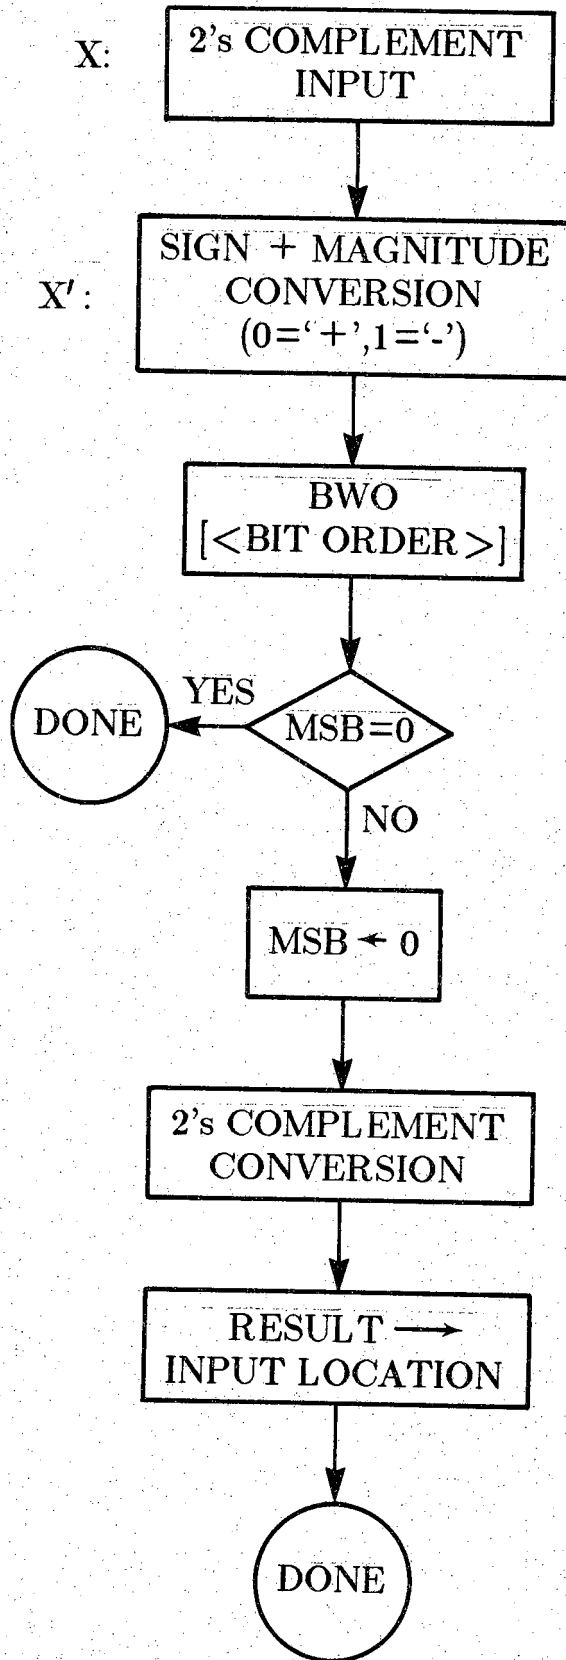 X:
2's COMPLEMENT
INPUT
X':
SIGN + MAGNITUDE
CONVERSION
(0=‘+’,1=‘-’)
BWO
[<BIT ORDER>]
DONE
YES
MSB=0
NO
MSB ← 0
2's COMPLEMENT
CONVERSION
RESULT →
INPUT LOCATION
DONE